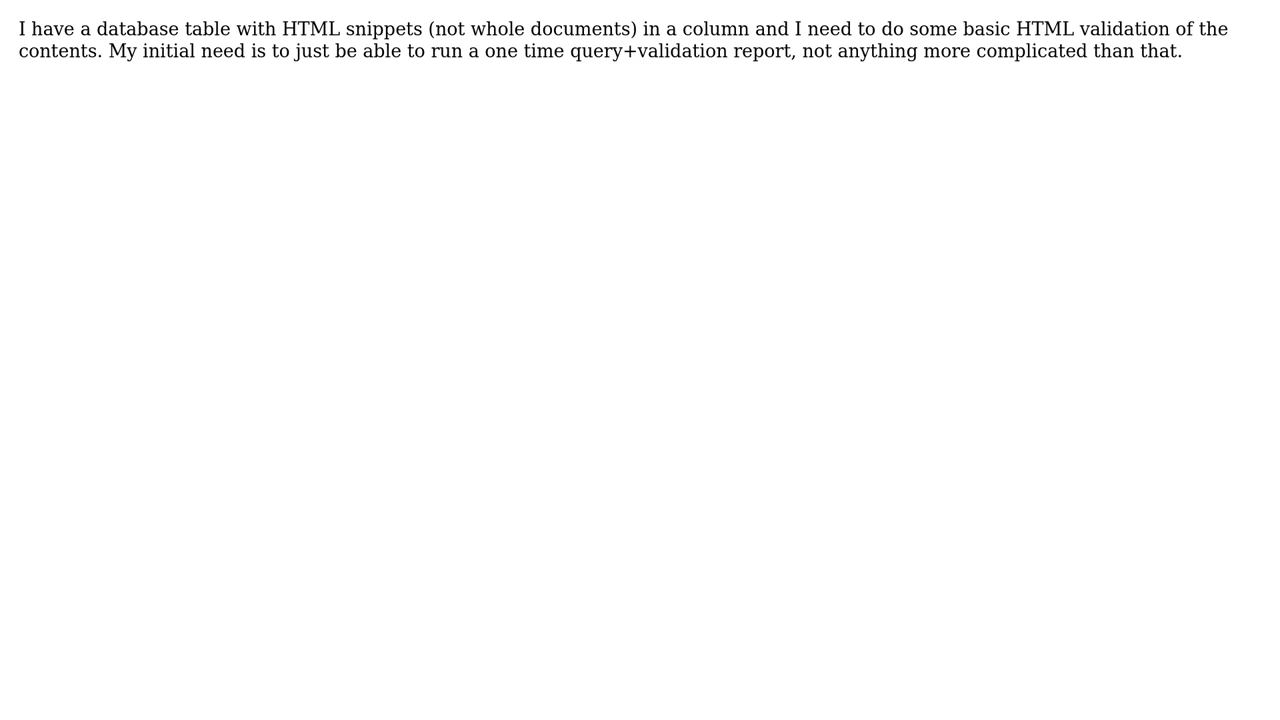 I have a database table with HTML snippets (not whole documents) in a column and I need to do some basic HTML validation of the
contents. My initial need is to just be able to run a one time query+validation report, not anything more complicated than that.